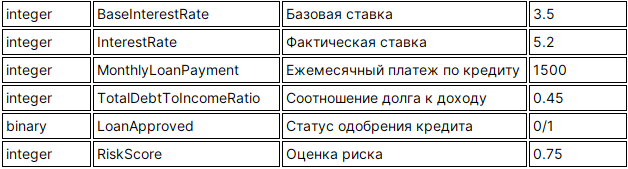 integer BaseInterestRate Базовая ставка 3.5
integer InterestRate Фактическая ставка 5.2
integer MonthlyLoanPayment Ежемесячный платеж по кредиту 1500
integer TotalDebtToIncomeRatio Соотношение долга к доходу 0.45
binary LoanApproved Статус одобрения кредита 0/1
integer RiskScore Оценка риска 0.75